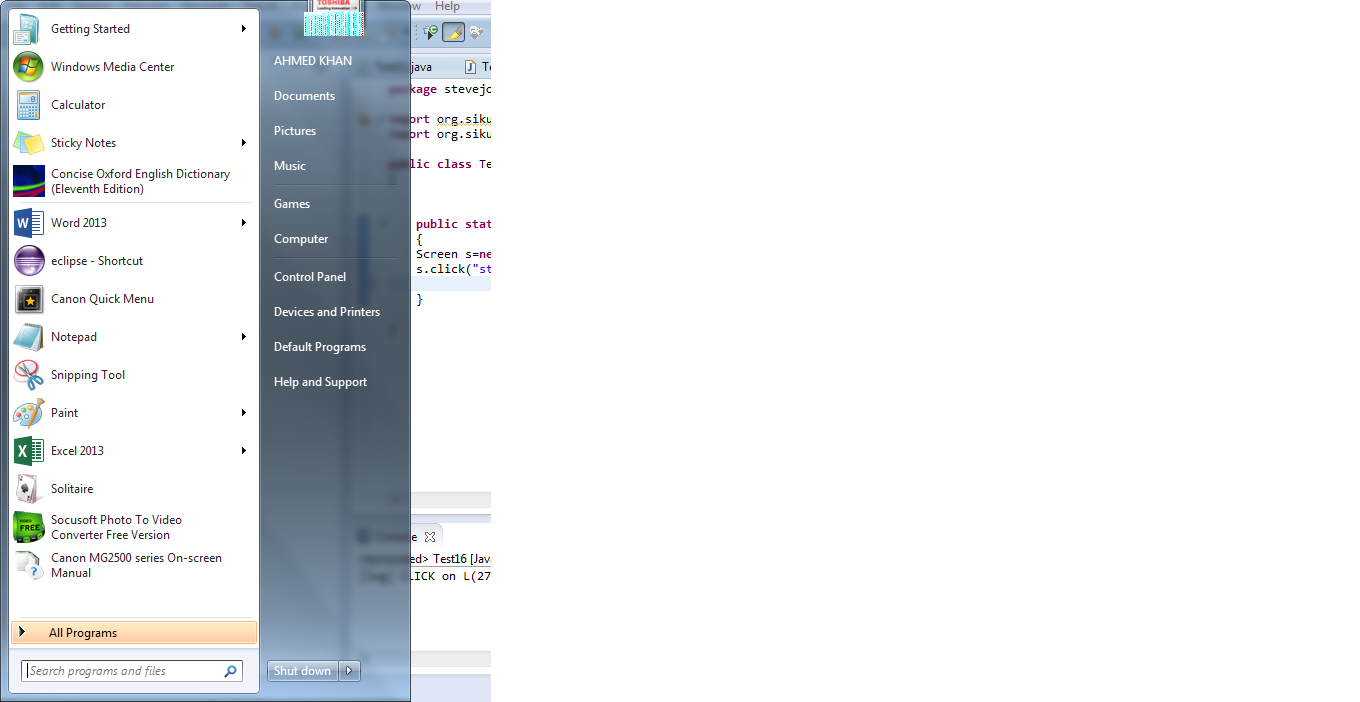 Getting Started
Windows Media Center
Calculator
Sticky Notes
Concise Oxford English Dictionary
(Eleventh Edition)
Word 2013
eclipse - Shortcut
Canon Quick Menu
Notepad
Snipping Tool
Paint
Excel 2013
Solitaire
Socusoft Photo To Video
Converter Free Version
Canon MG2500 series On-screen
Manual
All Programs
Search programs and files
TOSHIBA
Leading Innovation >>>
AHMED KHAN
Documents
Pictures
Music
Games
Computer
Control Panel
Devices and Printers
Default Programs
Help and Support
Shut down
Help
java
package stevejo
import org.siku
import org.siku
public class Te
public stat
{
Screen s=ne
s.click("st
}
Console
<terminated> Test16 [Java
[log] CLICK on L(27